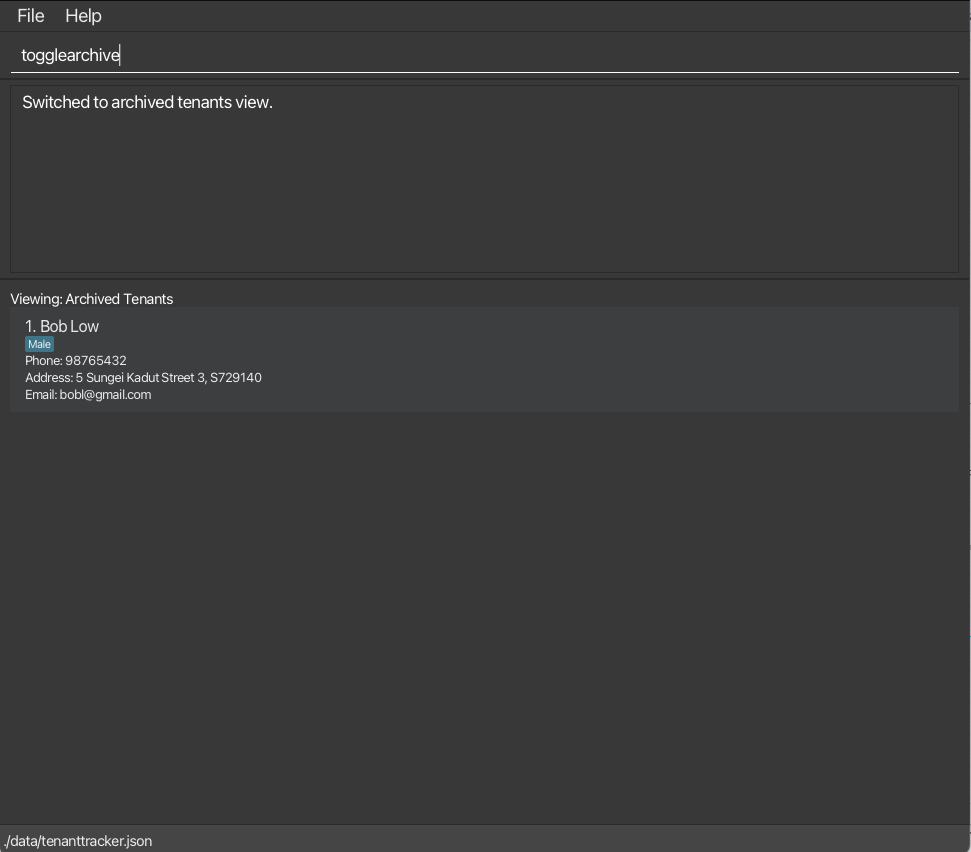 File Help
togglearchive
Switched to archived tenants view.
Viewing: Archived Tenants
1. Bob Low
Male
Phone: 98765432
Address: 5 Sungei Kadut Street 3, S729140
Email: bobl@gmail.com
./data/tenanttracker.json